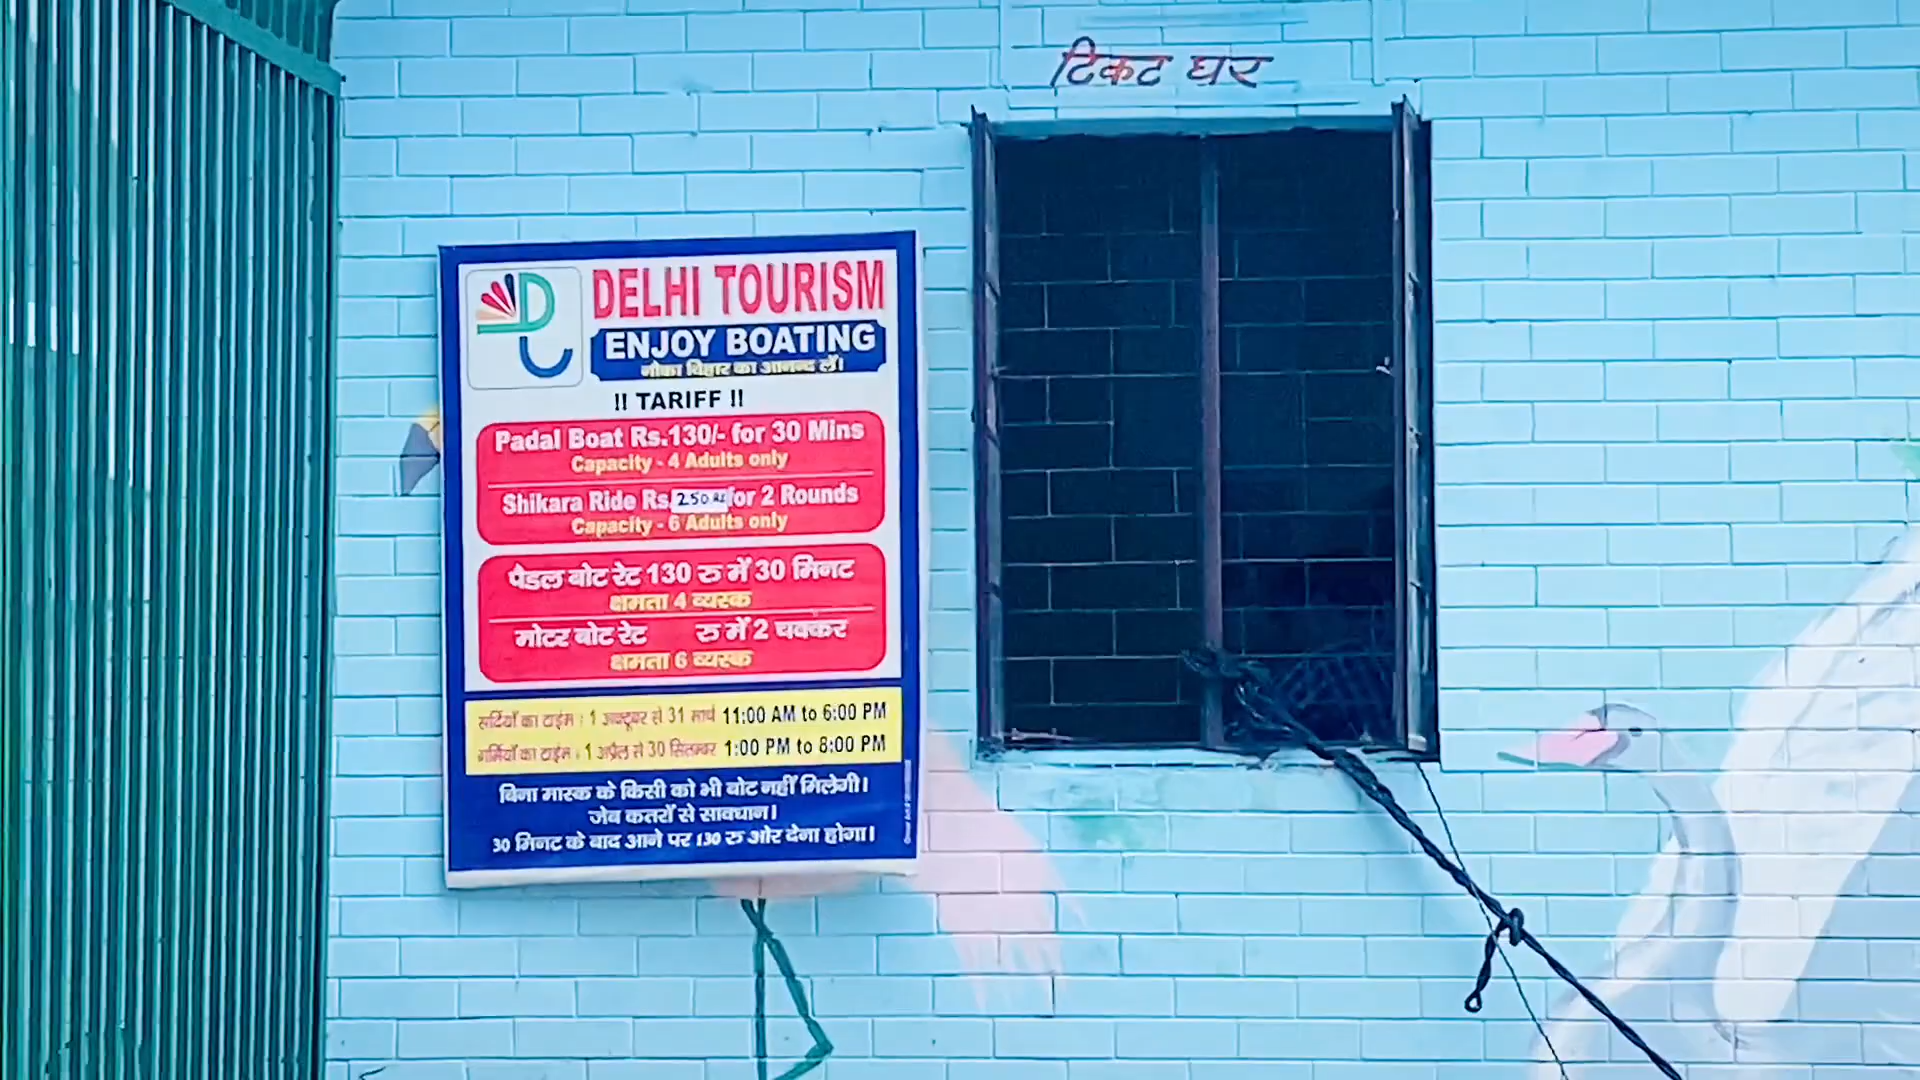 टिकट घर
DELHI TOURISM
ENJOY BOATING
नौका विहार का आनन्द लें।
!! TARIFF !!
Padal Boat Rs.130/- for 30 Mins
Capacity - 4 Adults only
Shikara Ride Rs. 250 for 2 Rounds
Capacity - 6 Adults only
पैडल बोट रेट 130 रु में 30 मिनट
क्षमता 4 व्यस्क
मोटर बोट रेट रु में 2 चक्कर
क्षमता 6 व्यस्क
सर्दियों का टाईम : 1 अक्टूबर से 31 मार्च 11:00 AM to 6:00 PM
गर्मियों का टाईम : 1 अप्रैल से 30 सितम्बर 1:00 PM to 8:00 PM
बिना मास्क के किसी को भी बोट नहीं मिलेगी।
जेब कतरों से सावधान।
30 मिनट के बाद आने पर 130 रु ओर देना होगा।